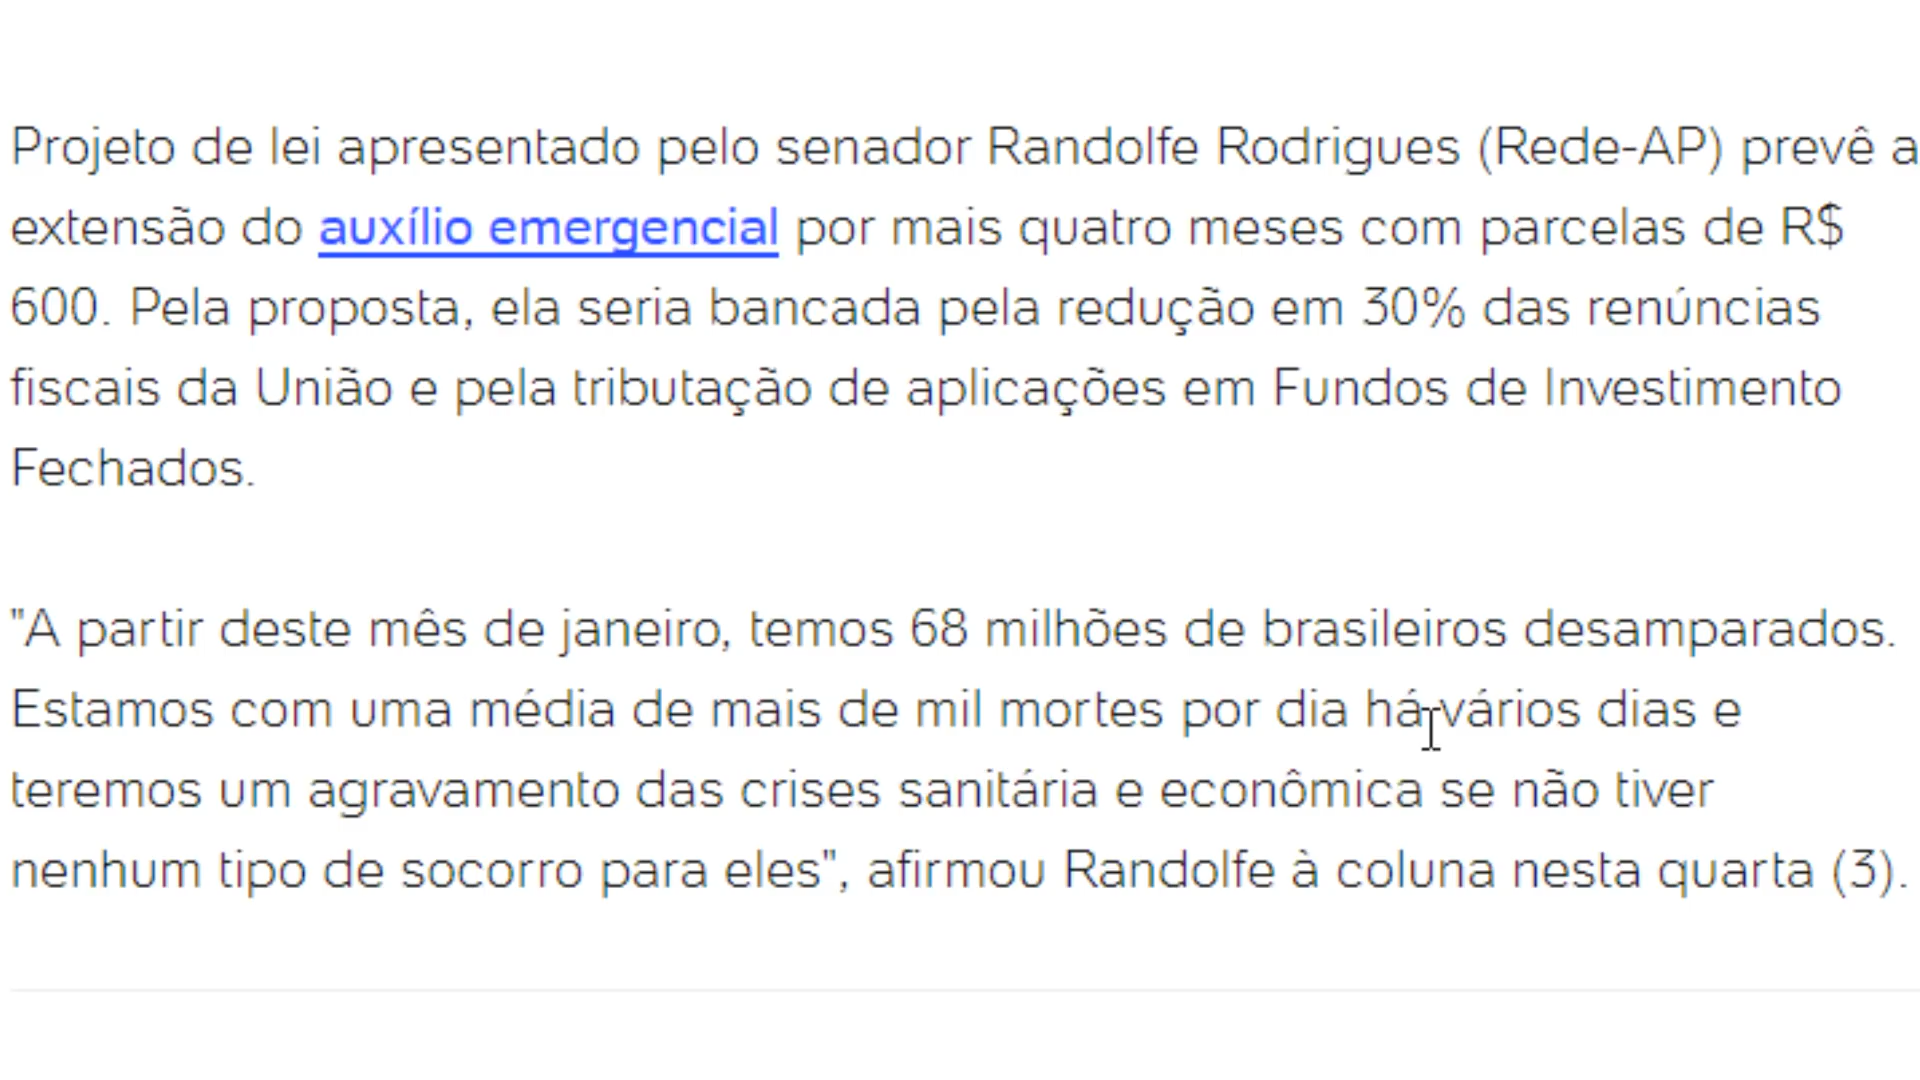 Projeto de lei apresentado pelo senador Randolfe Rodrigues (Rede-AP) prevê a
extensão do auxílio emergencial por mais quatro meses com parcelas de R$
600. Pela proposta, ela seria bancada pela redução em 30% das renúncias
fiscais da União e pela tributação de aplicações em Fundos de Investimento
Fechados.
"A partir deste mês de janeiro, temos 68 milhões de brasileiros desamparados.
Estamos com uma média de mais de mil mortes por dia há vários dias e
teremos um agravamento das crises sanitária e econômica se não tiver
nenhum tipo de socorro para eles", afirmou Randolfe à coluna nesta quarta (3).